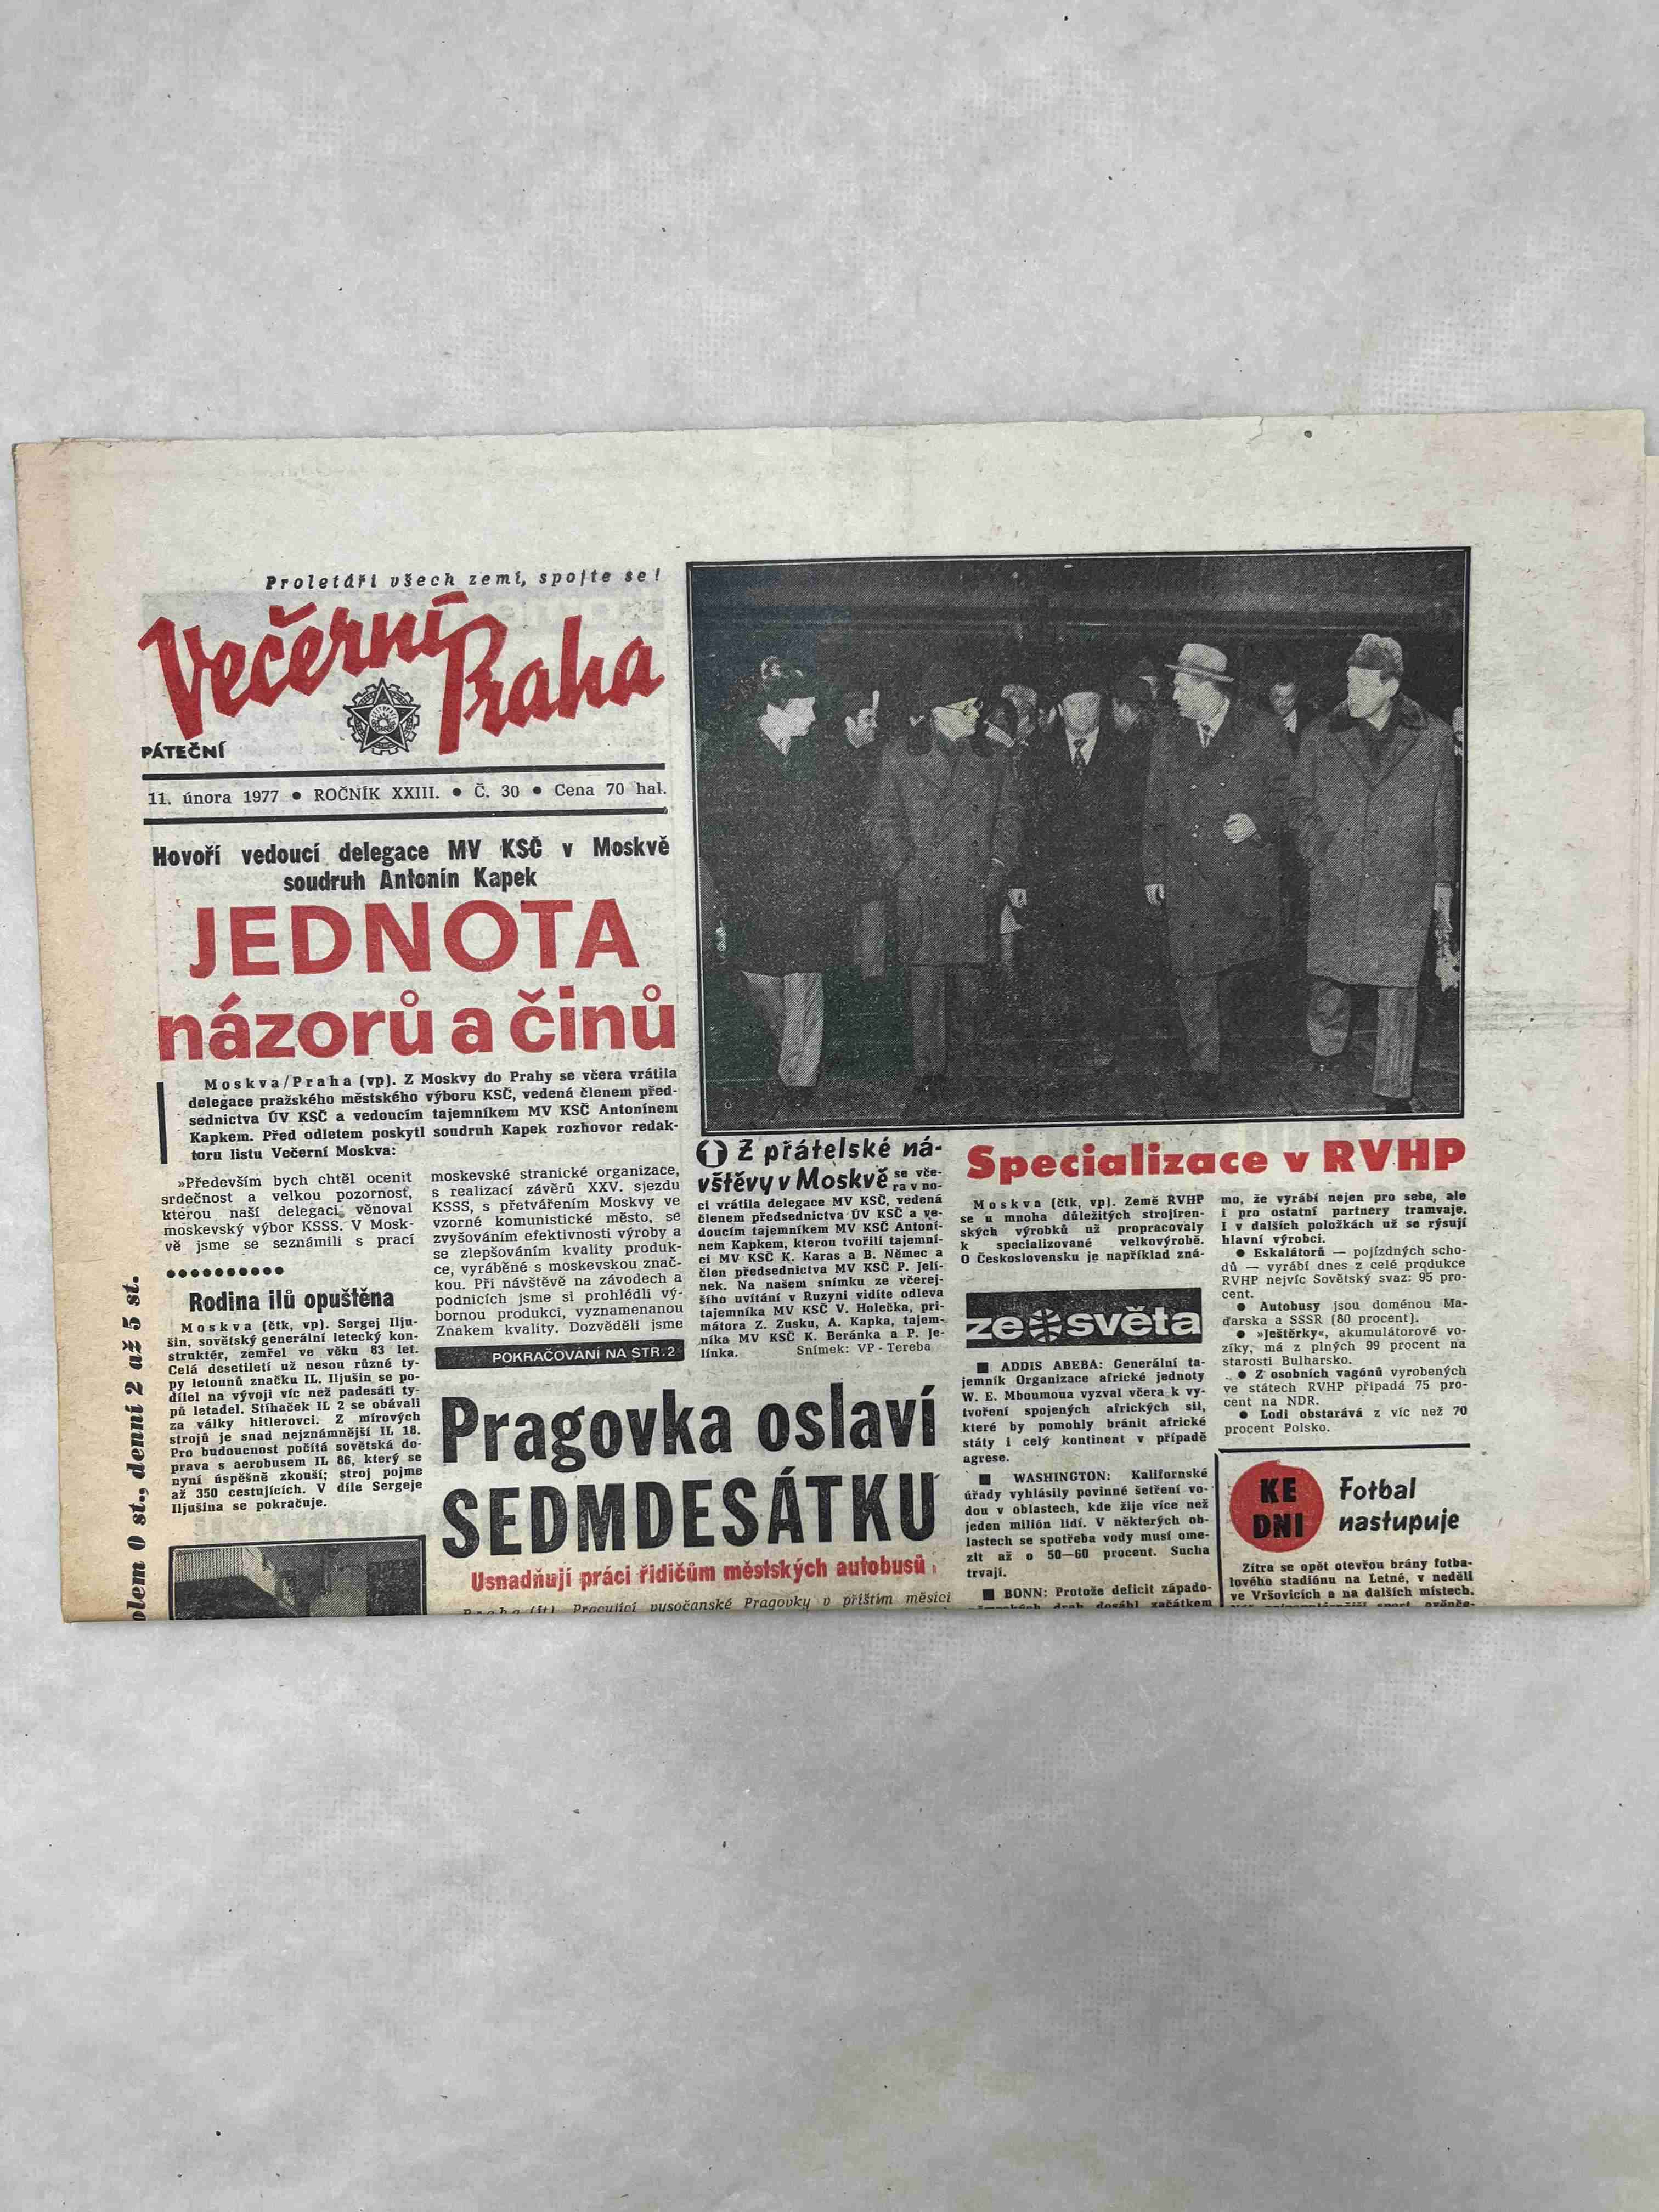 Proletáři všech zemí, spojte se!
Večerní Praha
PÁTEČNÍ
11. února 1977 • ROČNÍK XXIII. • Č. 30 • Cena 70 hal.
Hovoří vedoucí delegace MV KSČ v Moskvě
soudruh Antonín Kapek
JEDNOTA
názorů a činů
Moskva/Praha (vp). Z Moskvy do Prahy se včera vrátila
delegace pražského městského výboru KSČ, vedená členem před-
sednictva ÚV KSČ a vedoucím tajemníkem MV KSČ Antonínem
Kapkem. Před odletem poskytl soudruh Kapek rozhovor redak-
toru listu Večerní Moskva:
»Především bych chtěl ocenit
srdečnost a velkou pozornost,
kterou naší delegaci věnoval
moskevský výbor KSSS. V Mosk-
vě jsme se seznámili s prací
moskevské stranické organizace,
s realizací závěrů XXV. sjezdu
KSSS, s přetvářením Moskvy ve
vzorné komunistické město, se
zvyšováním efektivnosti výroby a
se zlepšováním kvality produk-
ce, vyráběné s moskevskou znač-
kou. Při návštěvě na závodech a
podnicích jsme si prohlédli vý-
bornou produkci, vyznamenanou
Znakem kvality. Dozvěděli jsme
POKRAČOVÁNÍ NA STR. 2
Rodina ilů opuštěna
Moskva (čtk, vp). Sergej Ilju-
šin, sovětský generální letecký kon-
struktér, zemřel ve věku 83 let.
Celá desetiletí už nesou různé ty-
py letounů značku IL. Iljušin se po-
dílel na vývoji víc než padesáti ty-
pů letadel. Stíhaček IL 2 se obávali
za války hitlerovci. Z mírových
strojů je snad nejznámnější IL 18.
Pro budoucnost počítá sovětská do-
prava s aerobusem IL 86, který se
nyní úspěšně zkouší; stroj pojme
až 350 cestujících. V díle Sergeje
Iljušina se pokračuje.
Z přátelské ná-
vštěvy v Moskvě se vče-
ra v no-
ci vrátila delegace MV KSČ, vedená
členem předsednictva ÚV KSČ a ve-
doucím tajemníkem MV KSČ Antoní-
nem Kapkem, kterou tvořili tajemní-
ci MV KSČ K. Karas a B. Němec a
člen předsednictva MV KSČ P. Jelí-
nek. Na našem snímku ze včerej-
šího uvítání v Ruzyni vidíte odleva
tajemníka MV KSČ V. Holečka, pri-
mátora Z. Zusku, A. Kapka, tajem-
níka MV KSČ K. Beránka a P. Je-
línka. Snímek: VP - Tereba
Pragovka oslaví
SEDMDESÁTKU
Usnadňují práci řidičům městských autobusů
Praha (jt). Pracující vysočanské Pragovky v příštím měsíci
Specializace v RVHP
Moskva (čtk, vp). Země RVHP
se u mnoha důležitých strojíren-
ských výrobků už propracovaly
k specializované velkovýrobě.
O Československu je například zná-
mo, že vyrábí nejen pro sebe, ale
i pro ostatní partnery tramvaje.
I v dalších položkách už se rýsují
hlavní výrobci.
• Eskalátorů — pojízdných scho-
dů — vyrábí dnes z celé produkce
RVHP nejvíc Sovětský svaz: 95 pro-
cent.
• Autobusy jsou doménou Ma-
ďarska a SSSR (80 procent).
• »Ještěrky«, akumulátorové vo-
zíky, má z plných 99 procent na
starosti Bulharsko.
• Z osobních vagónů vyrobených
ve státech RVHP připadá 75 pro-
cent na NDR.
• Lodi obstarává z víc než 70
procent Polsko.
ze světa
■ ADDIS ABEBA: Generální ta-
jemník Organizace africké jednoty
W. E. Mboumoua vyzval včera k vy-
tvoření spojených afrických sil,
které by pomohly bránit africké
státy i celý kontinent v případě
agrese.
■ WASHINGTON: Kalifornské
úřady vyhlásily povinné šetření vo-
dou v oblastech, kde žije více než
jeden milión lidí. V některých ob-
lastech se spotřeba vody musí ome-
zit až o 50—60 procent. Sucha
trvají.
■ BONN: Protože deficit západo-
německých drah dosáhl začátkem
KE
DNI
Fotbal
nastupuje
Zítra se opět otevřou brány fotba-
lového stadiónu na Letné, v neděli
ve Vršovicích a na dalších místech.
olem 0 st., denní 2 až 5 st.